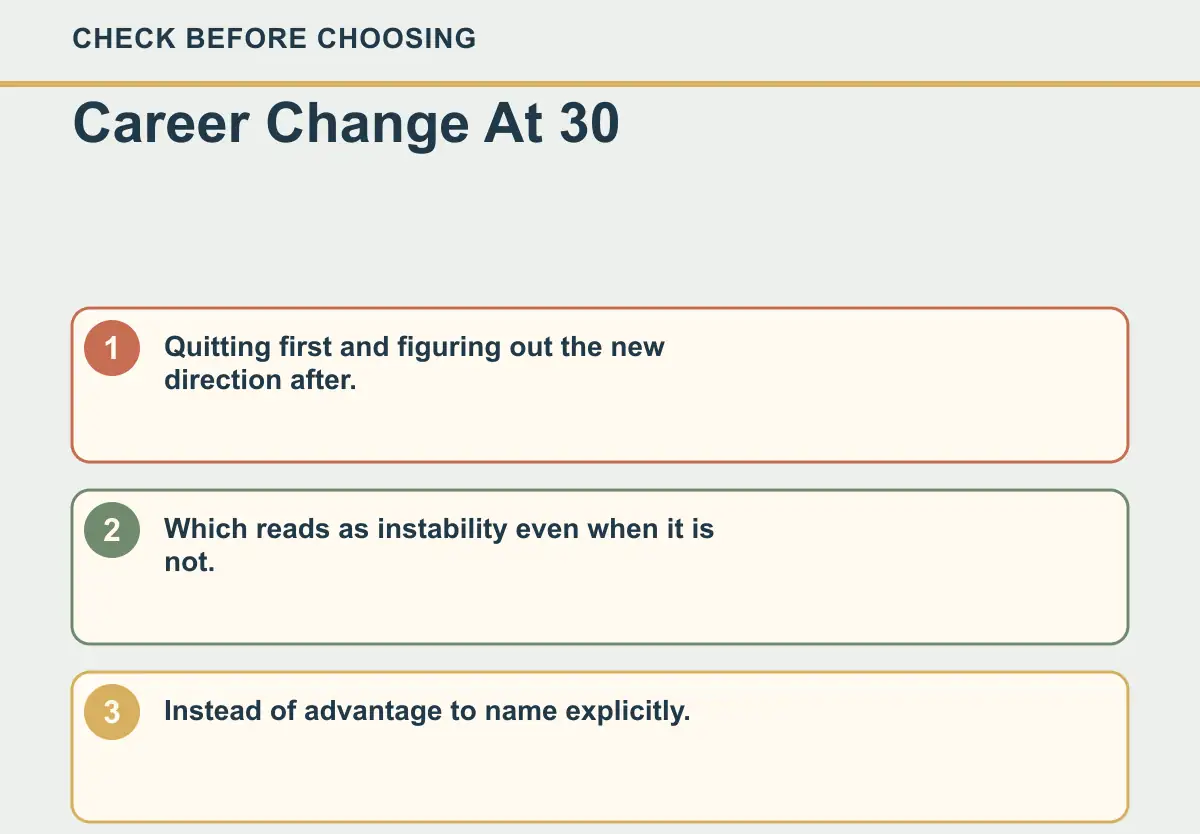 CHECK BEFORE CHOOSING
Career Change At 30
1
Quitting first and figuring out the new
direction after.
2
Which reads as instability even when it is
not.
3
Instead of advantage to name explicitly.